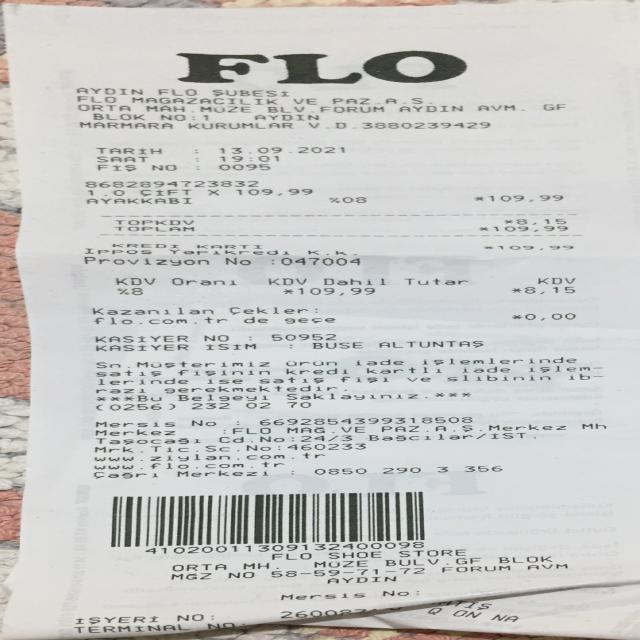 FLO
AYDIN FLO ŞUBESİ
FLO MAGAZACILIK VE PAZ.A.S.
ORTA MAH.MÜZE BLV.FORUM AYDIN AVM. GF
BLOK NO:1 AYDIN
MARMARA KURUMLAR V.D.3880239429
TARİH : 13.09.2021
SAAT : 19:01
FİŞ NO : 0095
8682894723832
1.0 ÇİFT X 109,99
AYAKKABI %08 *109,99
TOPKDV *8,15
TOPLAM *109,99
KREDİ KARTI *109,99
IPPOS YapıKredi K.K.
Provizyon No :047004
KDV Oranı KDV Dahil Tutar KDV
%8 *109,99 *8,15
Kazanılan Çekler:
flo.com.tr de geçe *0,00
KASİYER NO : 50952
KASİYER İSİM : BUSE ALTUNTAŞ
Sn.Müşterimiz ürün iade işlemlerinde
satış fişinin kredi kartlı iade işlem-
lerinde ise satış fişi ve slibinin ib-
razı gerekmektedir.
***Bu Belgeyi Saklayınız.***
(0256) 232 02 70
Mersis No : 6692854399318508
Merkez :FLO MAG.VE PAZ.A.Ş.Merkez Mh
Taşocağı Cd.No:24/3 Bağcılar/IST.
Mrk.Tic.Sc.No:460233
www.ziylan.com.tr
www.flo.com.tr
Çağrı Merkezi : 0850 290 3 356
41020011309132400098
FLO SHOE STORE
ORTA MH. MÜZE BULV.GF BLOK
MGZ NO 58-59-71-72 FORUM AVM
AYDIN
Mersis No:
İŞYERİ NO:
TERMINAL NO: